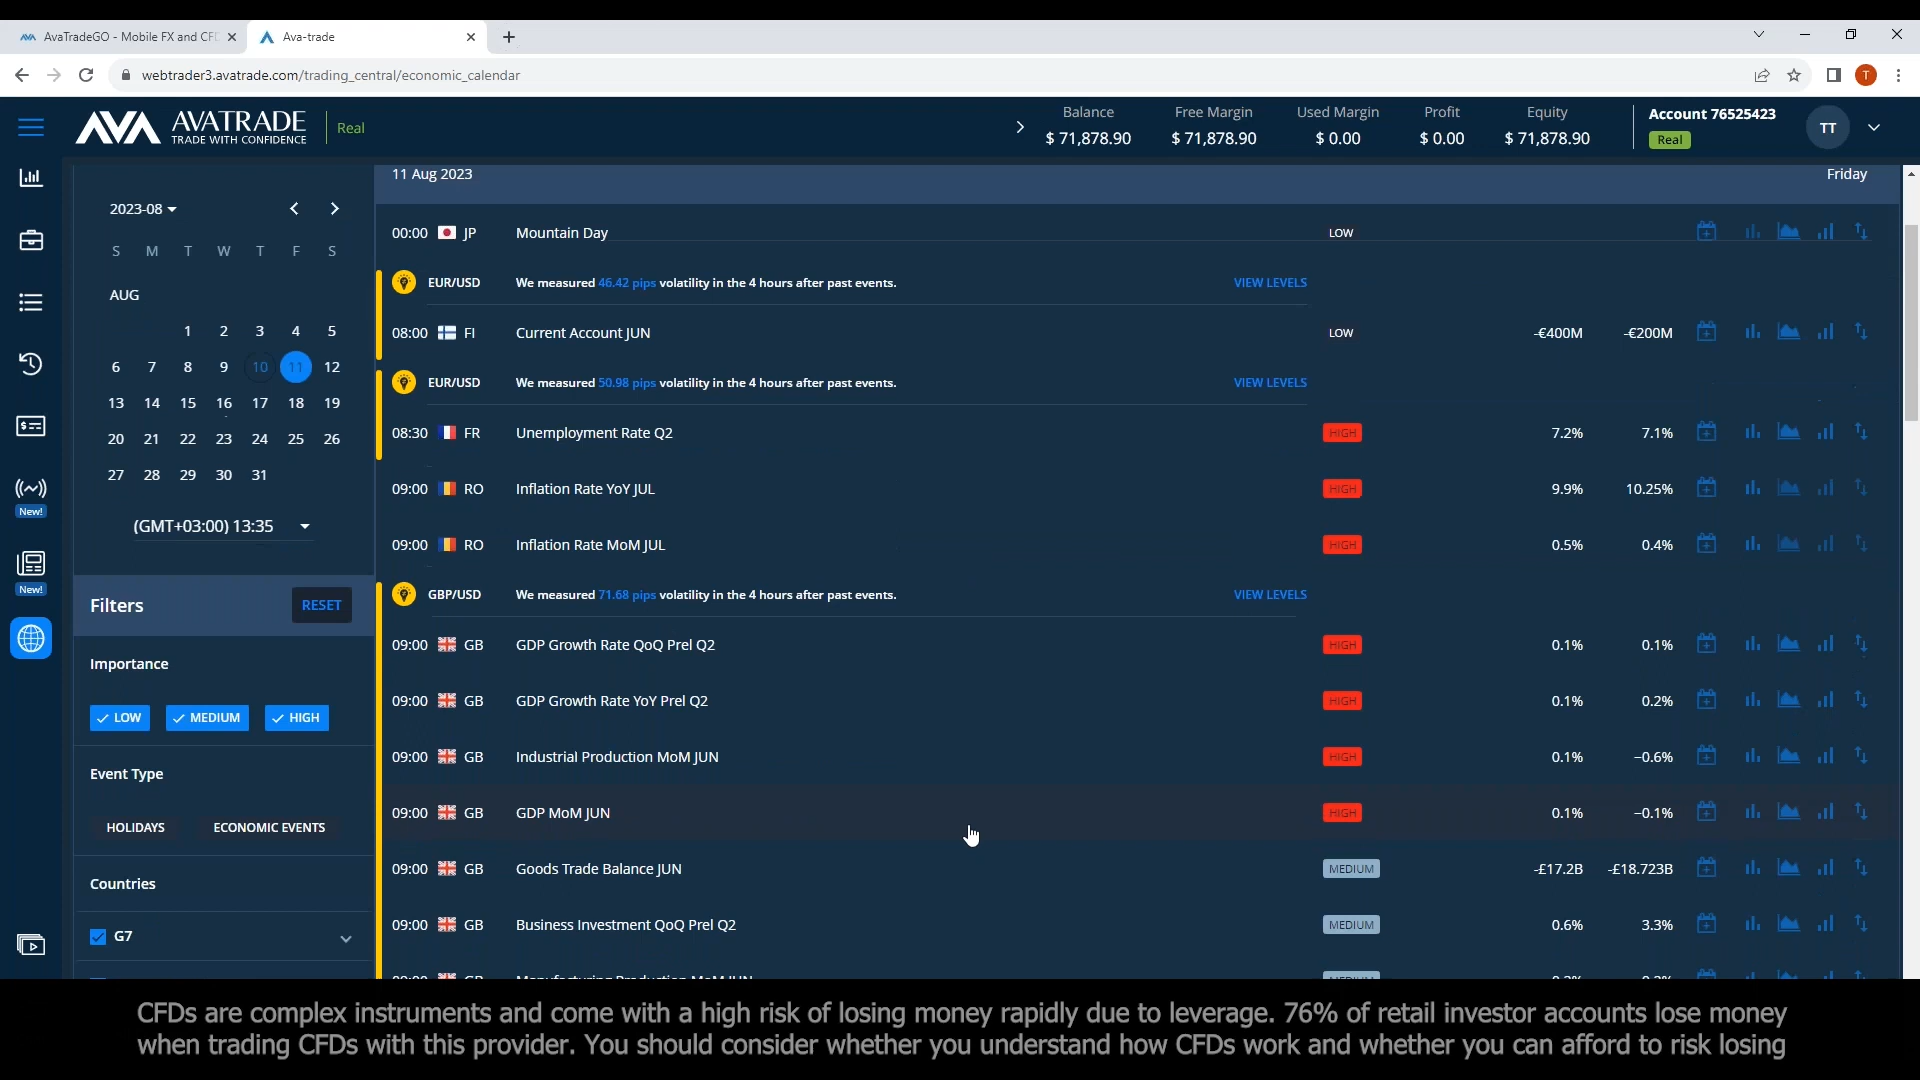 AvaTradeGO - Mobile FX and CF
Ava-trade
webtrader3.avatrade.com/trading_central/economic_calendar
T
AVA AVATRADE
TRADE WITH CONFIDENCE
Real
Balance
$ 71,878.90
Free Margin
$ 71,878.90
Used Margin
$ 0.00
Profit
$ 0.00
Equity
$ 71,878.90
Account 76525423
Real
TT
New!
New!
2023-08
S M T W T F S
AUG
1 2 3 4 5
6 7 8 9 10 11 12
13 14 15 16 17 18 19
20 21 22 23 24 25 26
27 28 29 30 31
(GMT+03:00) 13:35
Filters
RESET
Importance
LOW MEDIUM HIGH
Event Type
HOLIDAYS ECONOMIC EVENTS
Countries
G7
11 Aug 2023 Friday
00:00 JP Mountain Day LOW
EUR/USD We measured 46.42 pips volatility in the 4 hours after past events. VIEW LEVELS
08:00 FI Current Account JUN LOW -€400M -€200M
EUR/USD We measured 50.98 pips volatility in the 4 hours after past events. VIEW LEVELS
08:30 FR Unemployment Rate Q2 HIGH 7.2% 7.1%
09:00 RO Inflation Rate YoY JUL HIGH 9.9% 10.25%
09:00 RO Inflation Rate MoM JUL HIGH 0.5% 0.4%
GBP/USD We measured 71.68 pips volatility in the 4 hours after past events. VIEW LEVELS
09:00 GB GDP Growth Rate QoQ Prel Q2 HIGH 0.1% 0.1%
09:00 GB GDP Growth Rate YoY Prel Q2 HIGH 0.1% 0.2%
09:00 GB Industrial Production MoM JUN HIGH 0.1% −0.6%
09:00 GB GDP MoM JUN HIGH 0.1% −0.1%
09:00 GB Goods Trade Balance JUN MEDIUM -£17.2B -£18.723B
09:00 GB Business Investment QoQ Prel Q2 MEDIUM 0.6% 3.3%
CFDs are complex instruments and come with a high risk of losing money rapidly due to leverage. 76% of retail investor accounts lose money
when trading CFDs with this provider. You should consider whether you understand how CFDs work and whether you can afford to risk losing